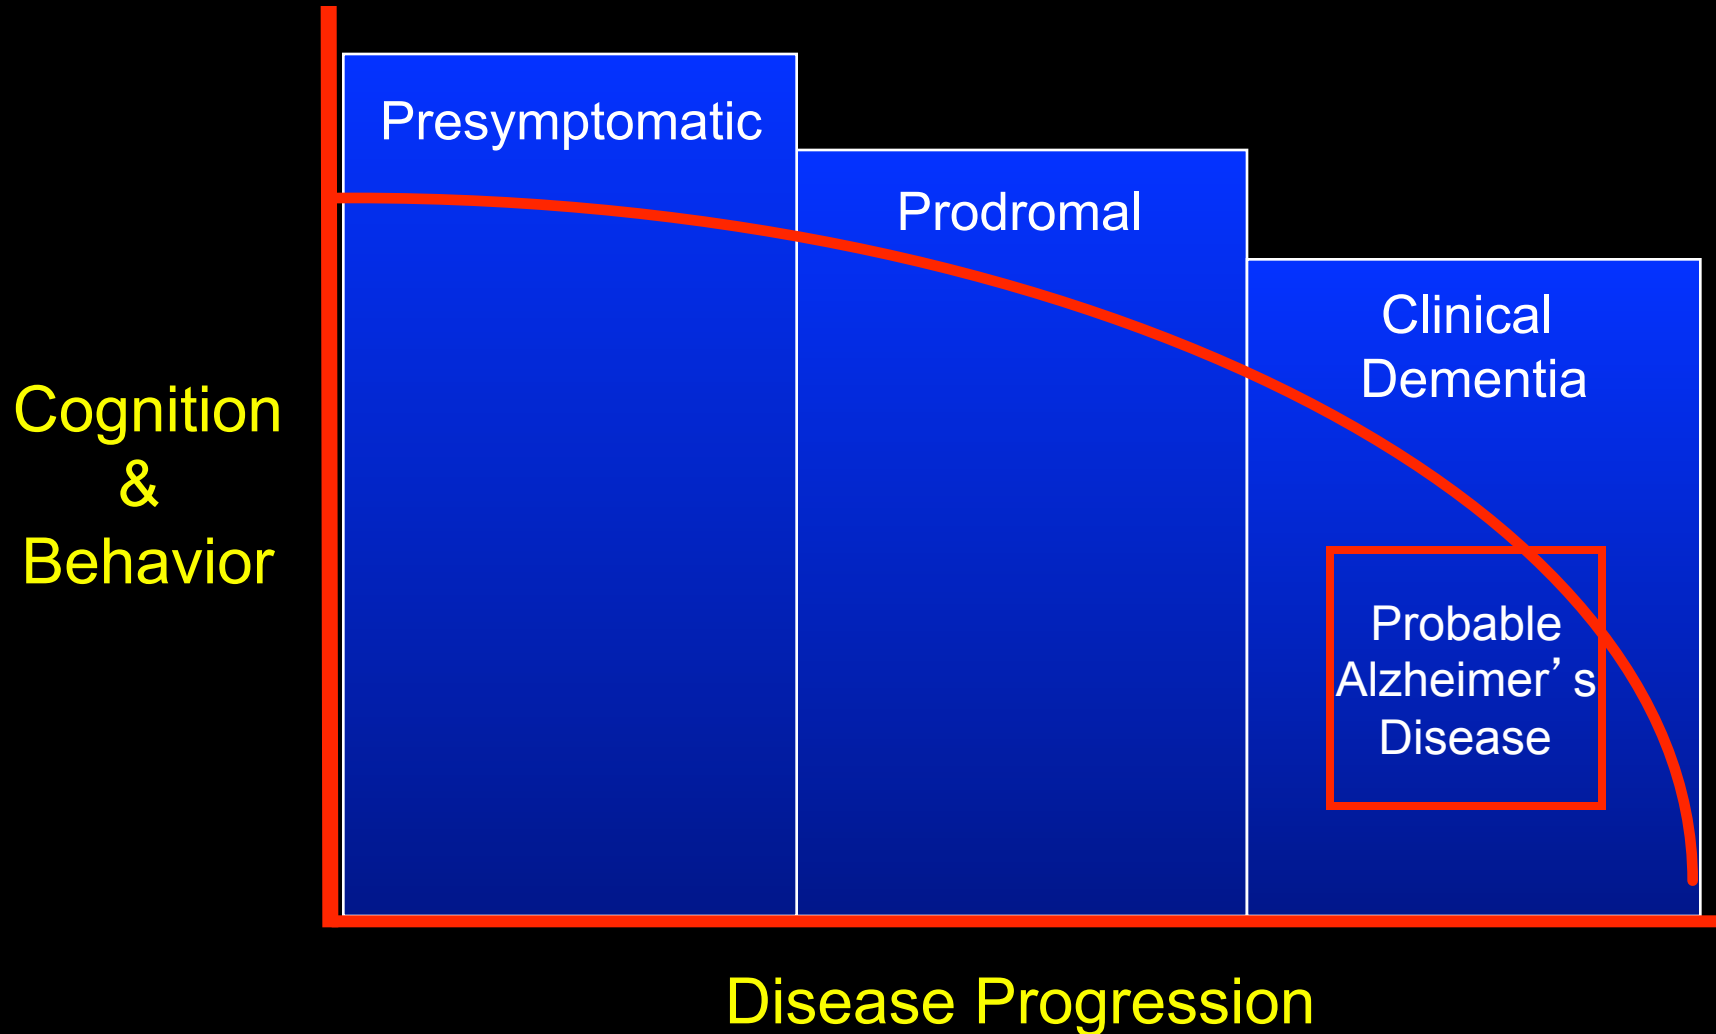 Presymptomatic
Prodromal
Clinical
Dementia
Cognition
&
Behavior
Probable
Alzheimer’s
Disease
Disease Progression